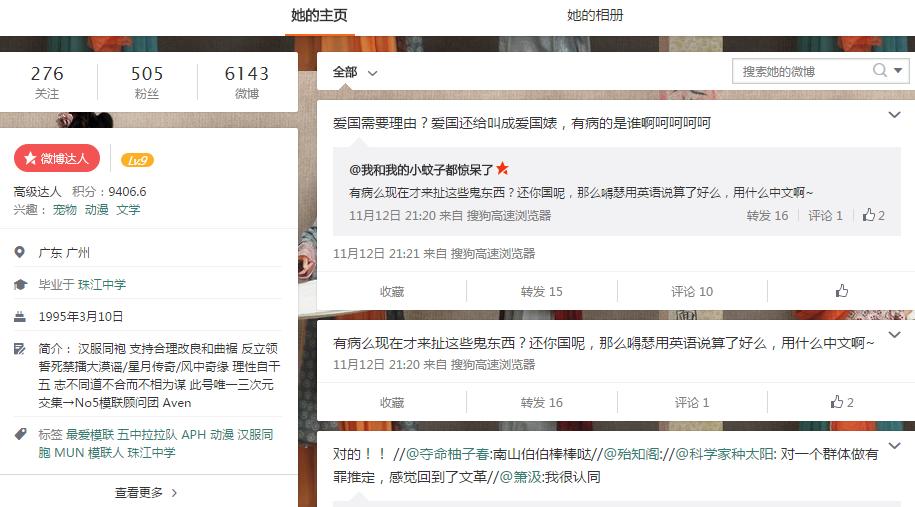 她的主页 她的相册
276 505 6143
关注 粉丝 微博
微博达人 Lv9
高级达人 积分：9406.6
兴趣： 宠物 动漫 文学
广东 广州
毕业于 珠江中学
1995年3月10日
简介： 汉服同袍 支持合理改良和曲裾 反立领
誓死禁播大漠谣/星月传奇/风中奇缘 理性自干
五 志不同道不合而不相为谋 此号唯一三次元
交集→No5模联顾问团 Aven
标签 最爱模联 五中拉拉队 APH 动漫 汉服同
胞 MUN 模联人 珠江中学
查看更多
全部 搜索她的微博
爱国需要理由？爱国还给叫成爱国婊，有病的是谁啊呵呵呵呵呵
@我和我的小蚊子都惊呆了
有病么现在才来扯这些鬼东西？还你国呢，那么嘚瑟用英语说算了好么，用什么中文啊~
11月12日 21:20 来自 搜狗高速浏览器 转发 16 评论 1 2
11月12日 21:21 来自 搜狗高速浏览器
收藏 转发 15 评论 10
有病么现在才来扯这些鬼东西？还你国呢，那么嘚瑟用英语说算了好么，用什么中文啊~
11月12日 21:20 来自 搜狗高速浏览器
收藏 转发 16 评论 1 2
对的！！ //@夺命柚子春:南山伯伯棒棒哒//@殆知阁://@科学家种太阳: 对一个群体做有
罪推定，感觉回到了文革//@箫汲:我很认同